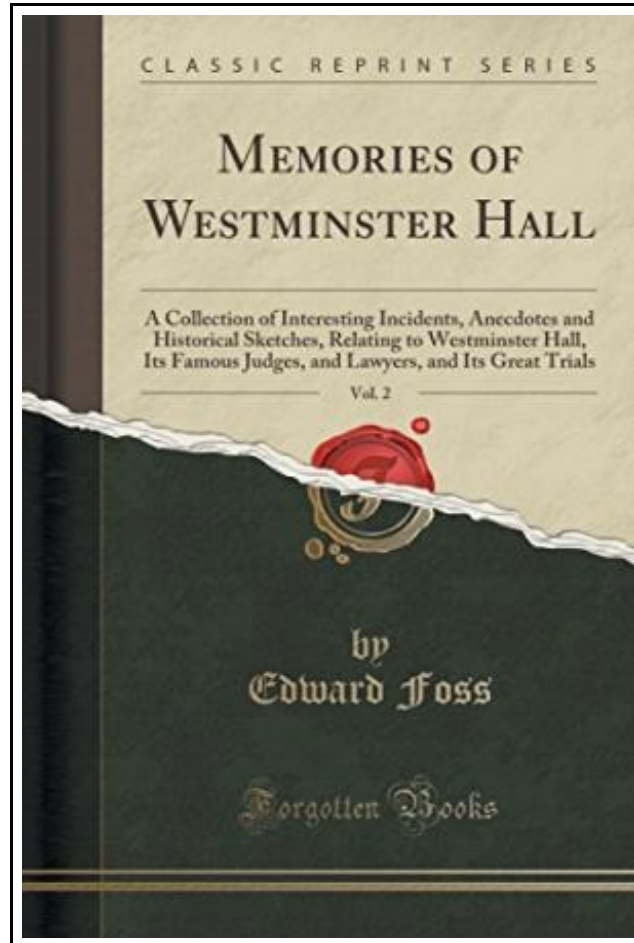 CLASSIC REPRINT SERIES
MEMORIES OF
WESTMINSTER HALL
A Collection of Interesting Incidents, Anecdotes and
Historical Sketches, Relating to Westminster Hall,
Its Famous Judges, and Lawyers, and Its Great Trials
Vol. 2
by
Edward Foss
Forgotten Books